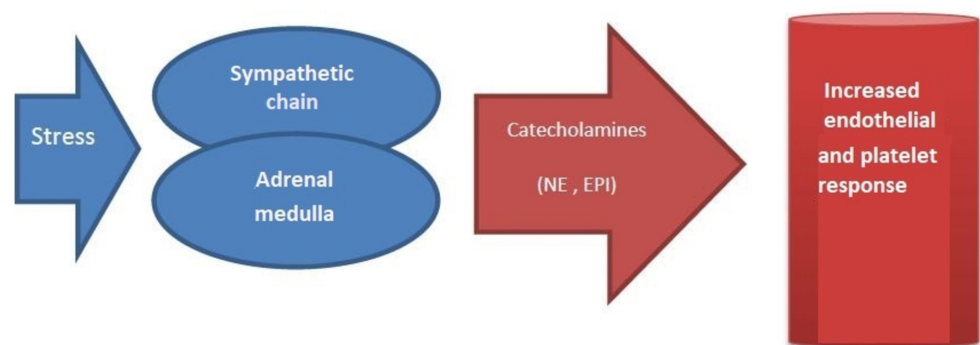 Stress
Sympathetic
chain
Adrenal
medulla
Catecholamines
(NE , EPI)
Increased
endothelial
and platelet
response